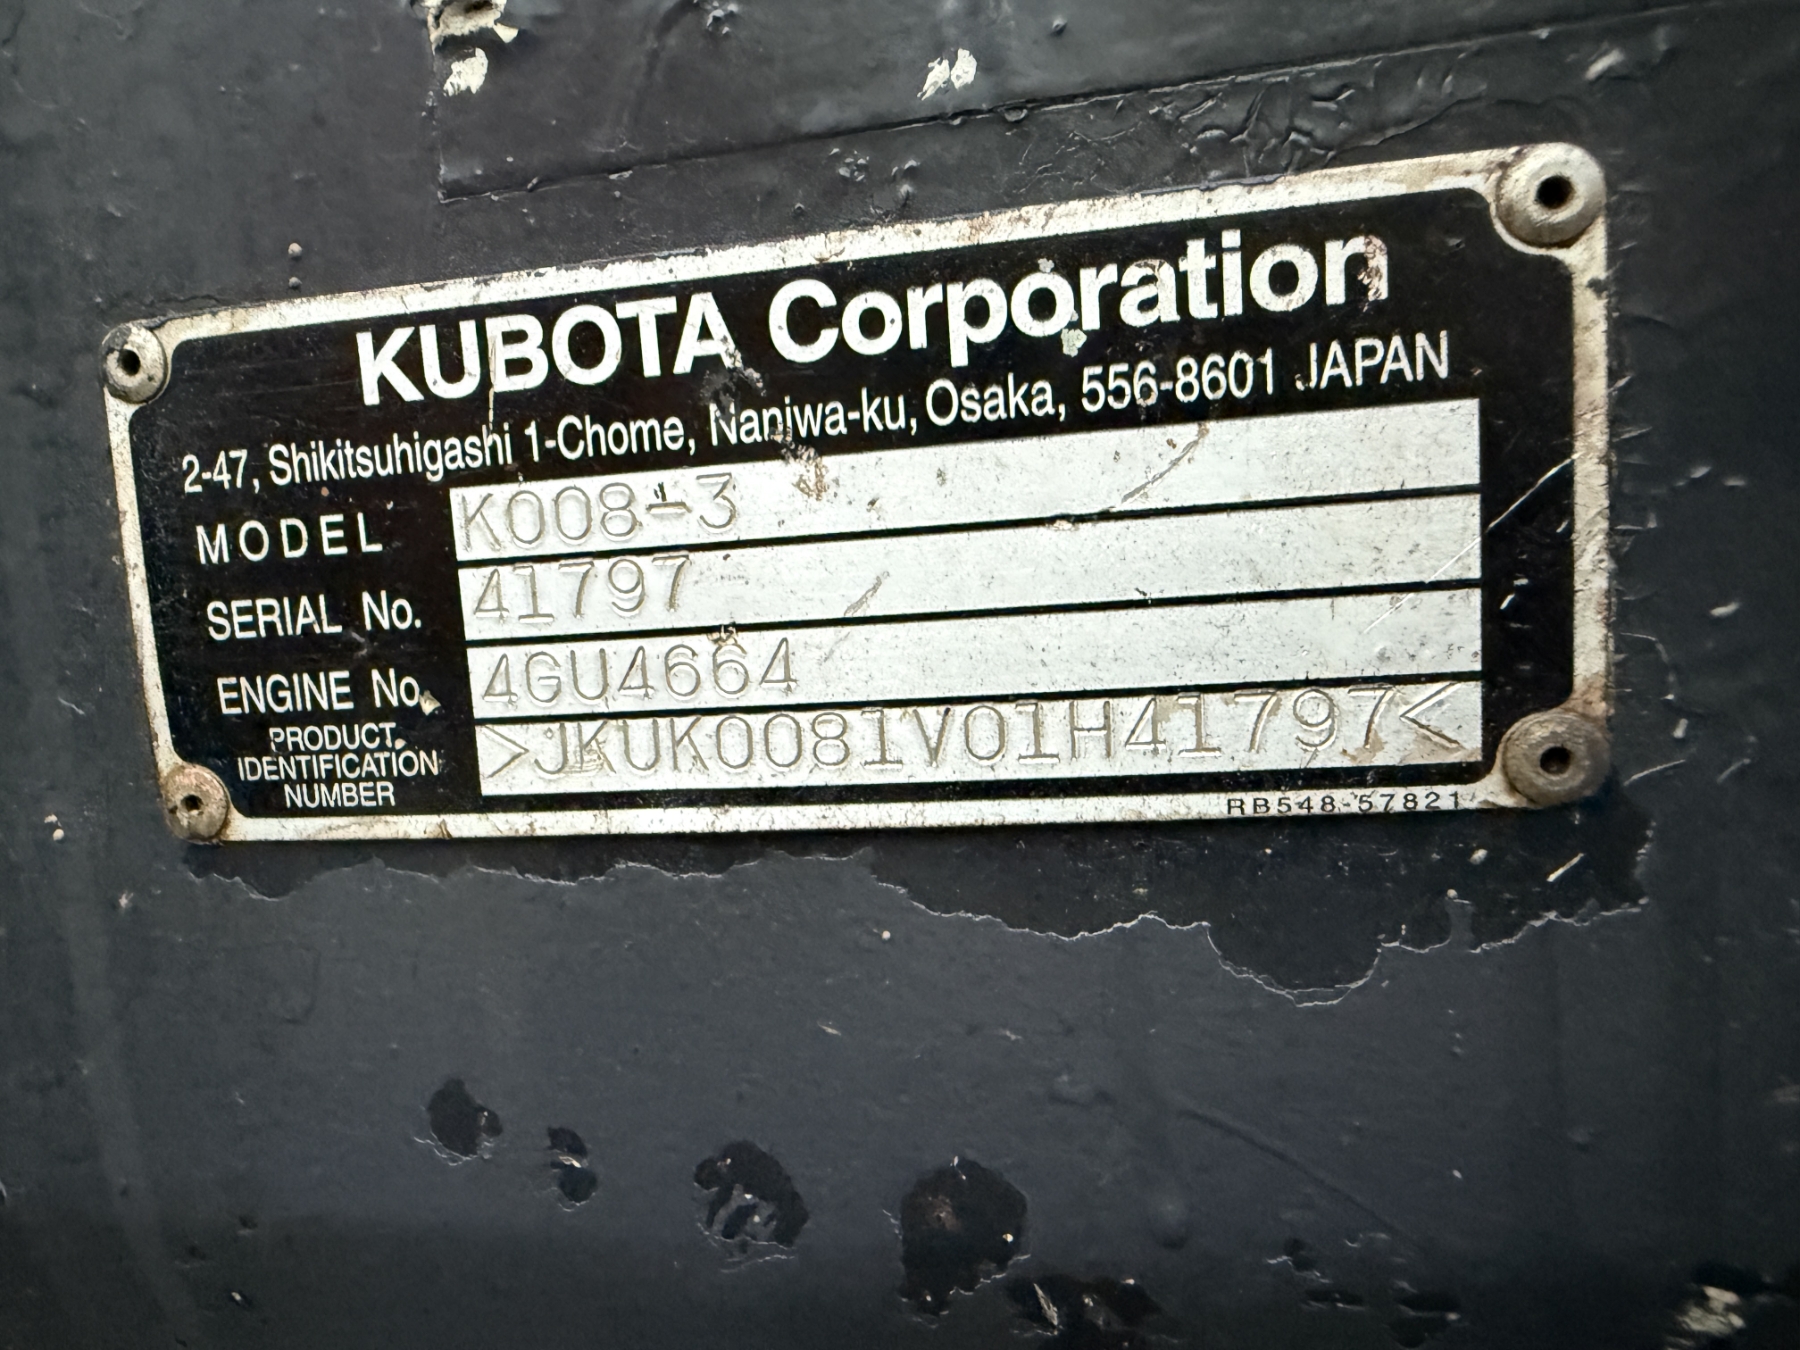 KUBOTA Corporation
2-47, Shikitsuhigashi 1-Chome, Naniwa-ku, Osaka, 556-8601 JAPAN
MODEL K008-3
SERIAL No. 41797
ENGINE No. 4GU4664
PRODUCT
IDENTIFICATION
NUMBER
>JKUK0081V01H41797<
RB548-57821